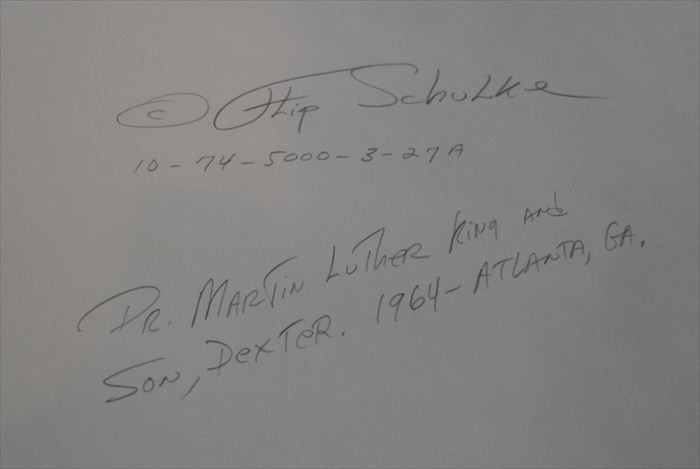 © Flip Schulke
10-74-5000-3-27A
DR. MARTIN LUTHER KING AND
SON, DEXTER. 1964-ATLANTA, GA.